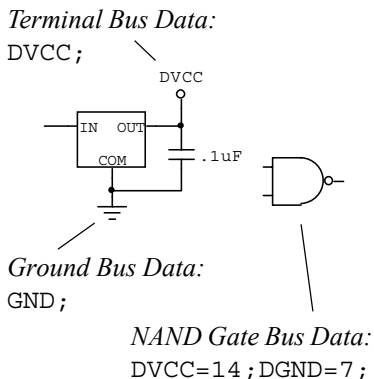 Terminal Bus Data:
DVCC;
DVCC
IN OUT
COM
.1uF
Ground Bus Data:
GND;
NAND Gate Bus Data:
DVCC=14;DGND=7;